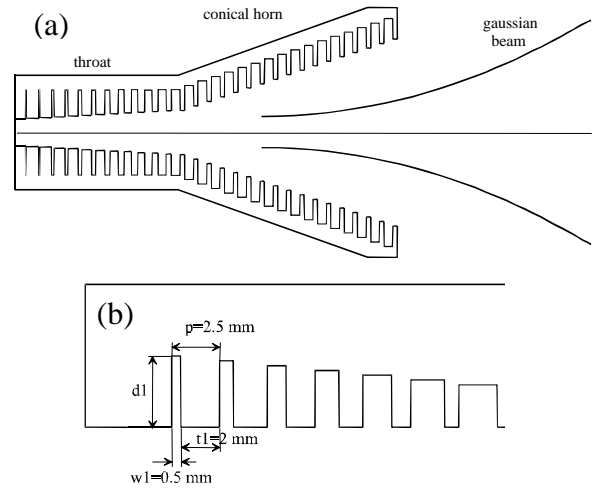 (a)
conical horn
gaussian
beam
throat
(b)
p=2.5 mm
d1
t1=2 mm
w1=0.5 mm